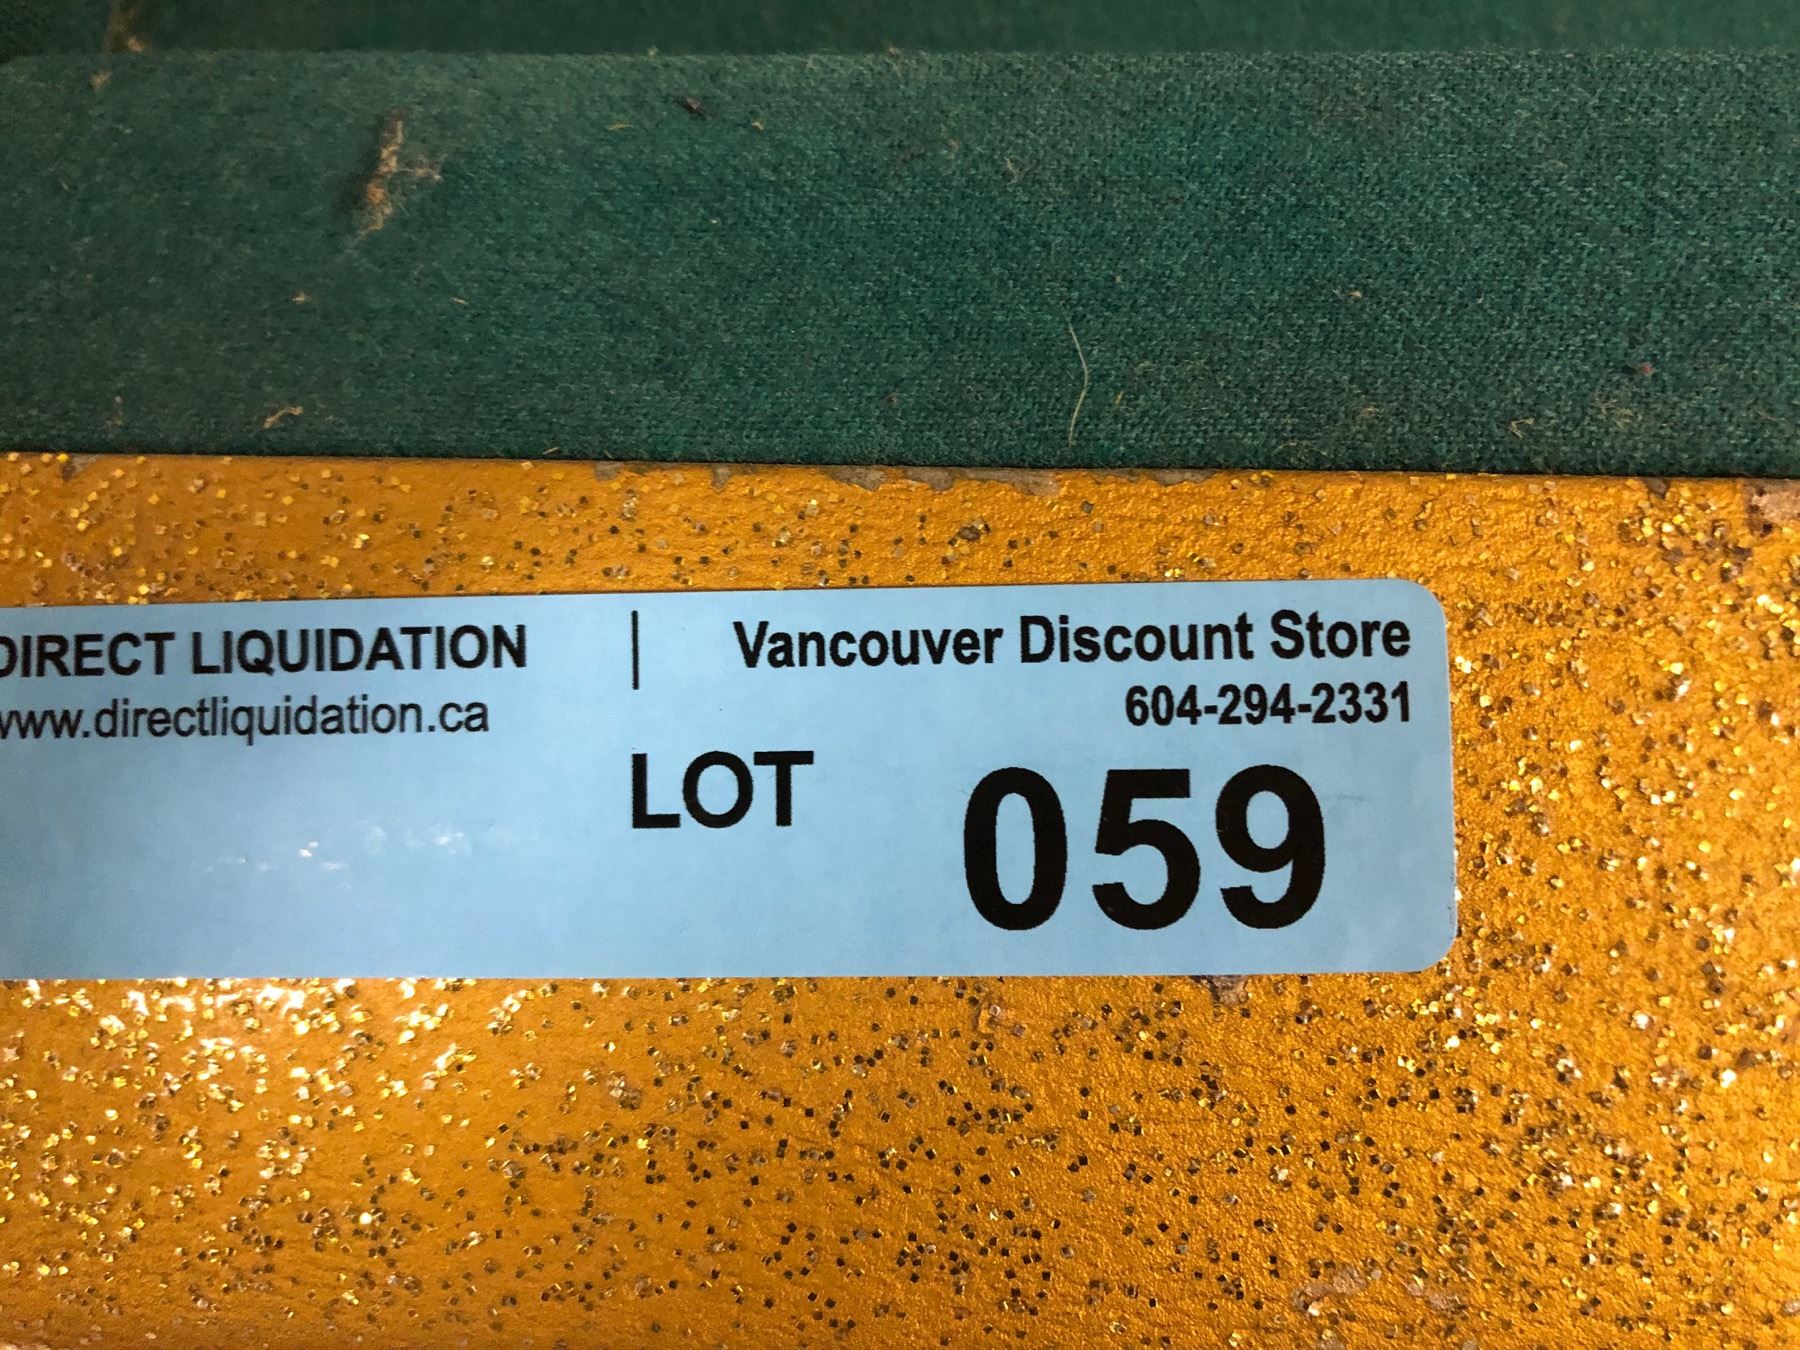 DIRECT LIQUIDATION | Vancouver Discount Store
www.directliquidation.ca 604-294-2331
LOT 059